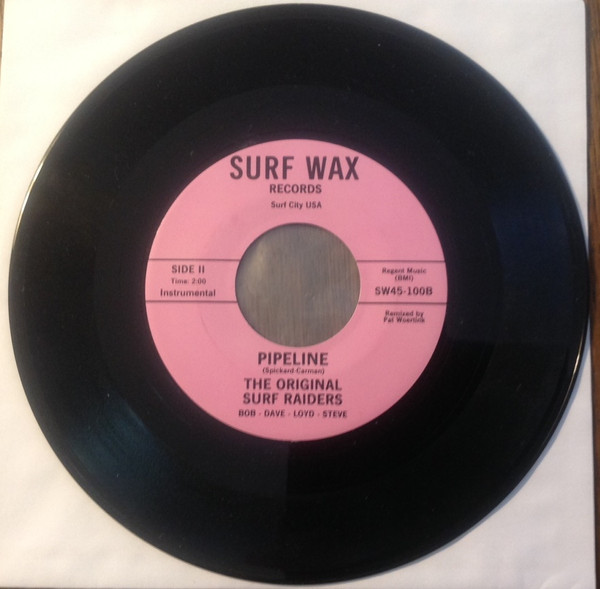 SURF WAX
RECORDS
Surf City USA
SIDE II
Time: 2:00
Instrumental
Regent Music
(BMI)
SW45-100B
Remixed by
Pat Woertink
PIPELINE
(Spickard-Carman)
THE ORIGINAL
SURF RAIDERS
BOB - DAVE - LOYD - STEVE